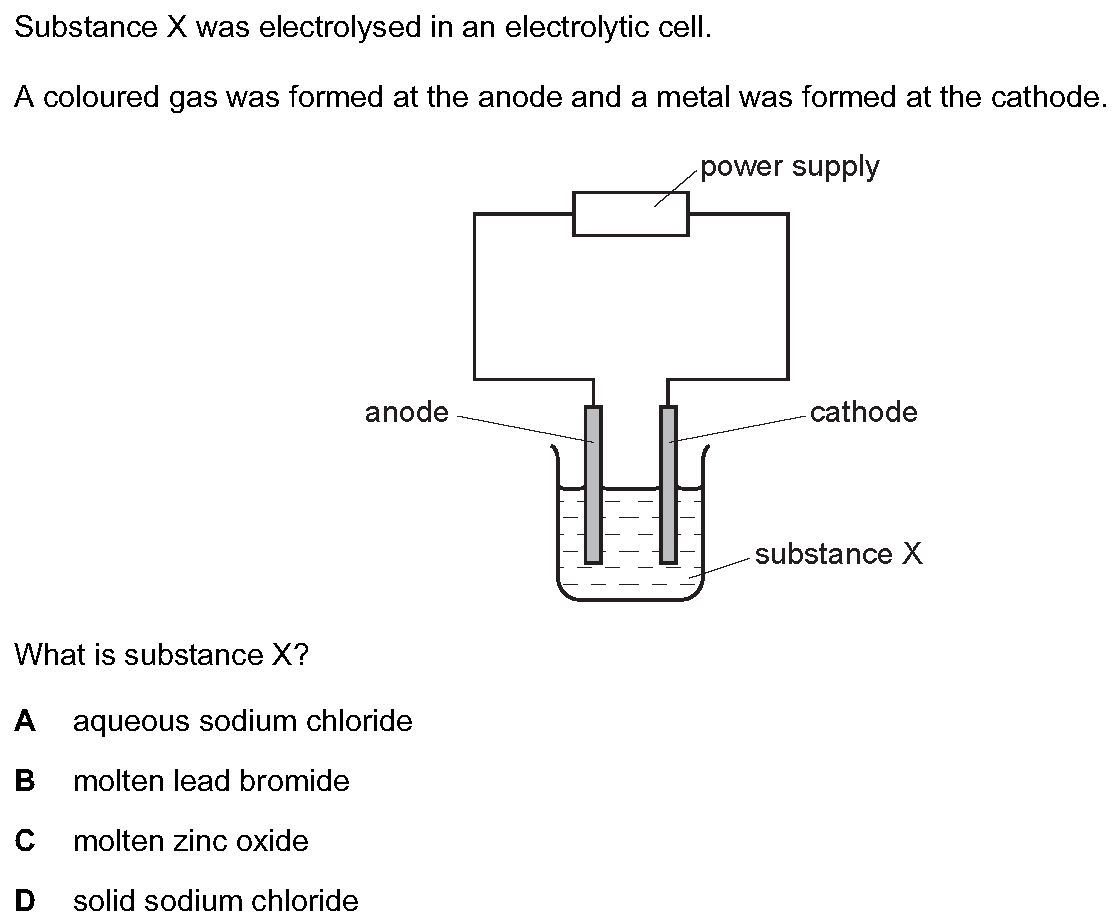 Substance X was electrolysed in an electrolytic cell.
A coloured gas was formed at the anode and a metal was formed at the cathode.
power supply
anode
cathode
substance X
What is substance X?
A aqueous sodium chloride
B molten lead bromide
C molten zinc oxide
D solid sodium chloride